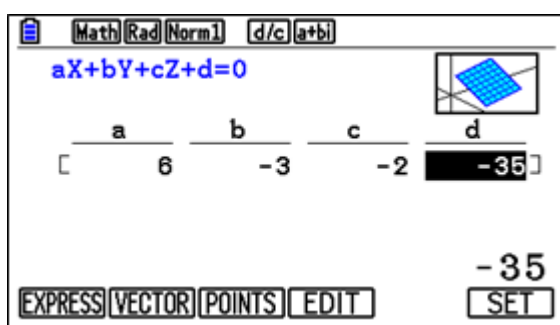 Math Rad Norm1 d/c a+bi
aX+bY+cZ+d=0
a b c d
[ 6 -3 -2 -35 ]
-35
EXPRESS VECTOR POINTS EDIT SET